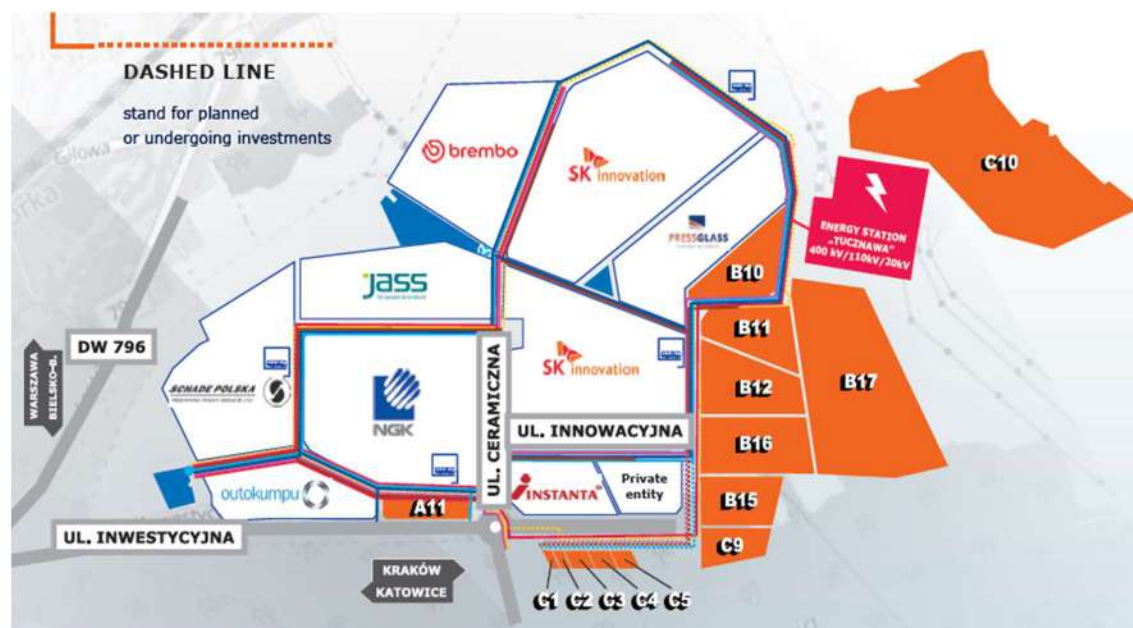 DASHED LINE
stand for planned
or undergoing investments
brembo
SK innovation
C10
ENERGY STATION
„TUCZNAWA”
400 kV/110kV/20kV
PRESSGLASS
B10
JASS
B11
DW 796
WARSZAWA
BIELSKO-B.
SCHADE POLSKA
NGK
UL. CERAMICZNA
SK innovation
B12
B17
UL. INNOWACYJNA
B16
outokumpu
A11
INSTANTA
Private
entity
B15
UL. INWESTYCYJNA
C9
KRAKÓW
KATOWICE
C1 C2 C3 C4 C5